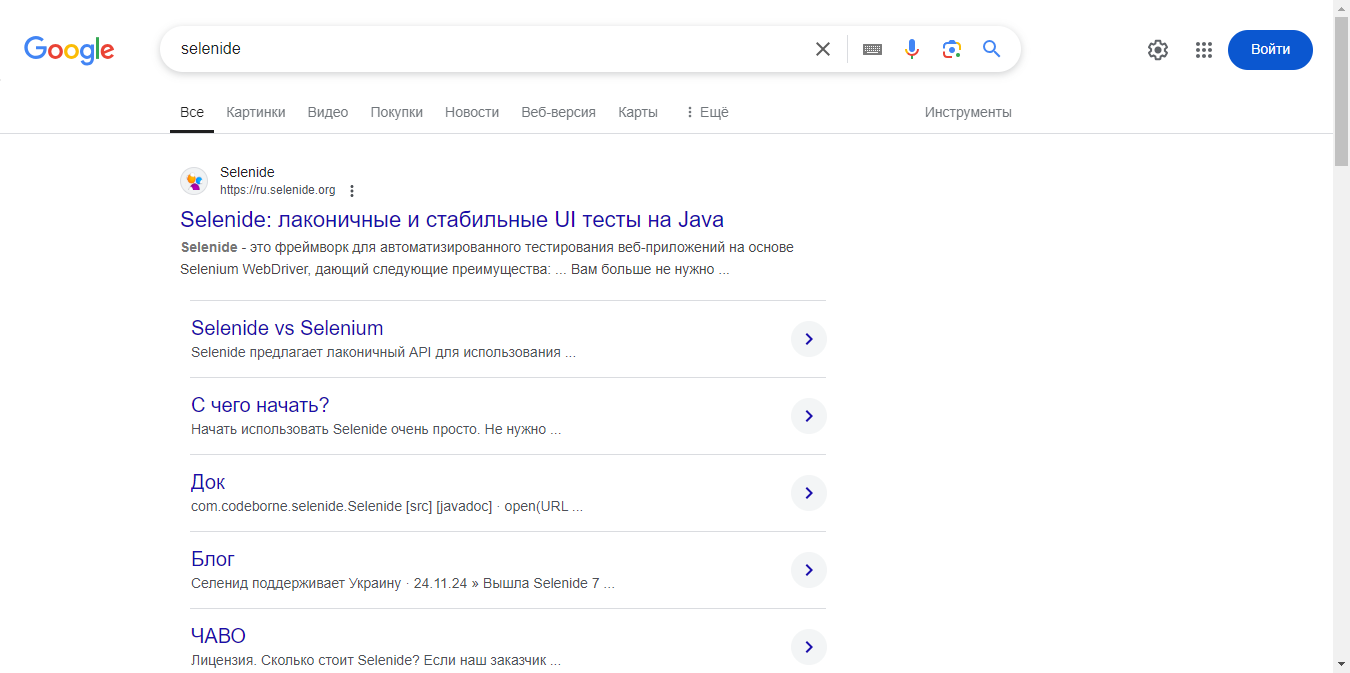 Google
selenide
Войти
Все Картинки Видео Покупки Новости Веб-версия Карты Ещё Инструменты
Selenide
https://ru.selenide.org
Selenide: лаконичные и стабильные UI тесты на Java
Selenide - это фреймворк для автоматизированного тестирования веб-приложений на основе
Selenium WebDriver, дающий следующие преимущества: ... Вам больше не нужно ...
Selenide vs Selenium
Selenide предлагает лаконичный API для использования ...
С чего начать?
Начать использовать Selenide очень просто. Не нужно ...
Док
com.codeborne.selenide.Selenide [src] [javadoc] · open(URL ...
Блог
Селенид поддерживает Украину · 24.11.24 » Вышла Selenide 7 ...
ЧАВО
Лицензия. Сколько стоит Selenide? Если наш заказчик ...